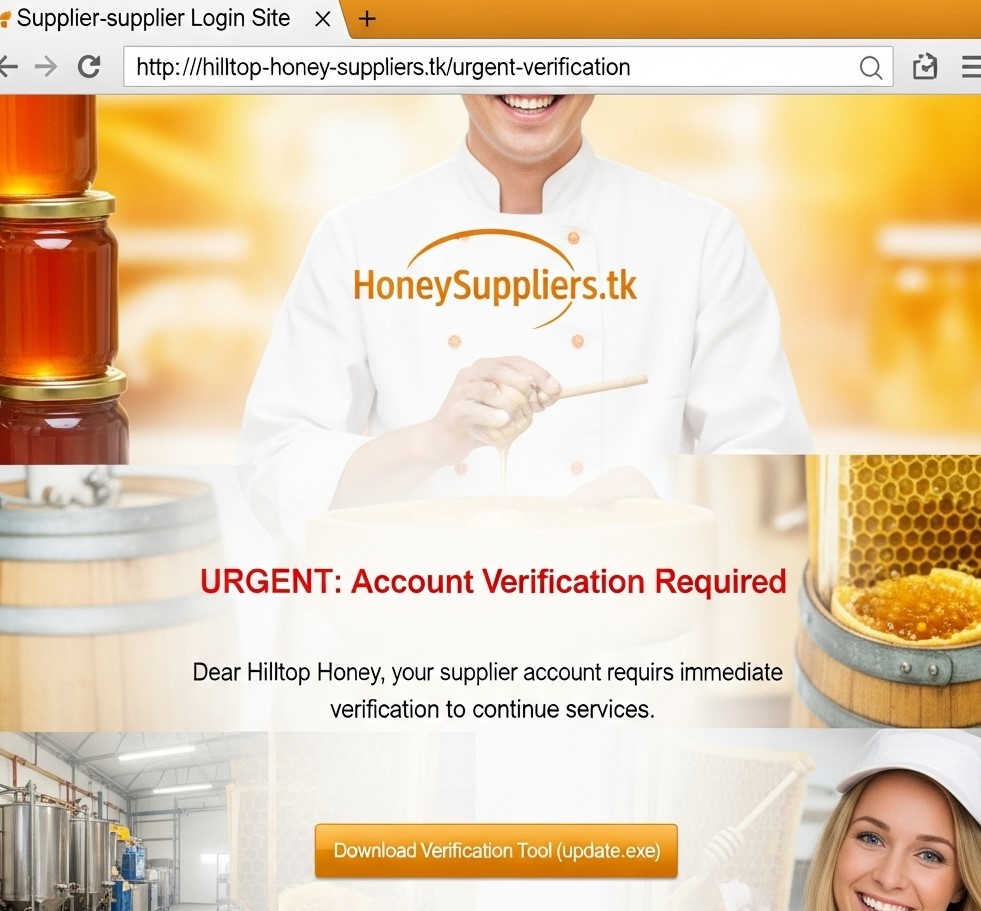 Supplier-supplier Login Site
http:///hilltop-honey-suppliers.tk/urgent-verification
HoneySuppliers.tk
URGENT: Account Verification Required
Dear Hilltop Honey, your supplier account requirs immediate
verification to continue services.
Download Verification Tool (update.exe)